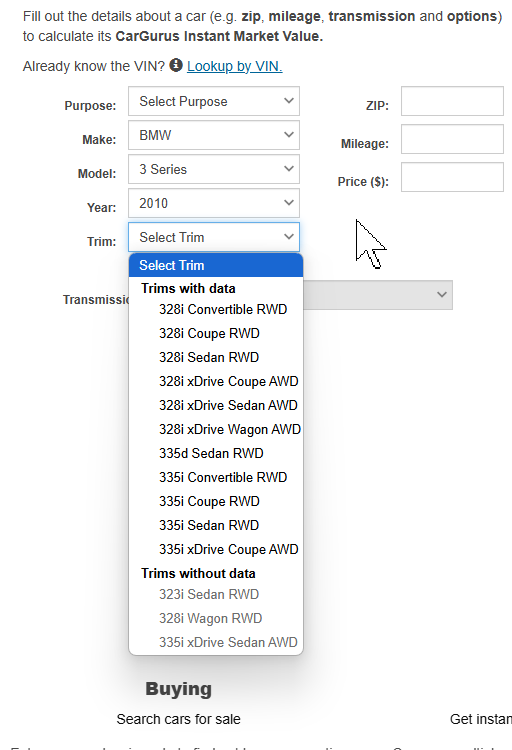 Fill out the details about a car (e.g. zip, mileage, transmission and options)
to calculate its CarGurus Instant Market Value.
Already know the VIN? Lookup by VIN.
Purpose: Select Purpose
ZIP:
Make: BMW
Mileage:
Model: 3 Series
Price ($):
Year: 2010
Trim: Select Trim
Select Trim
Trims with data
Transmissio
328i Convertible RWD
328i Coupe RWD
328i Sedan RWD
328i xDrive Coupe AWD
328i xDrive Sedan AWD
328i xDrive Wagon AWD
335d Sedan RWD
335i Convertible RWD
335i Coupe RWD
335i Sedan RWD
335i xDrive Coupe AWD
Trims without data
323i Sedan RWD
328i Wagon RWD
335i xDrive Sedan AWD
Buying
Search cars for sale
Get instan